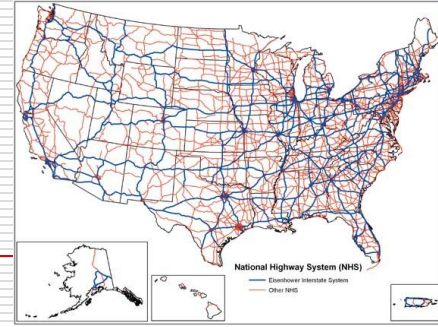 National Highway System (NHS)
Eisenhower Interstate System
Other NHS